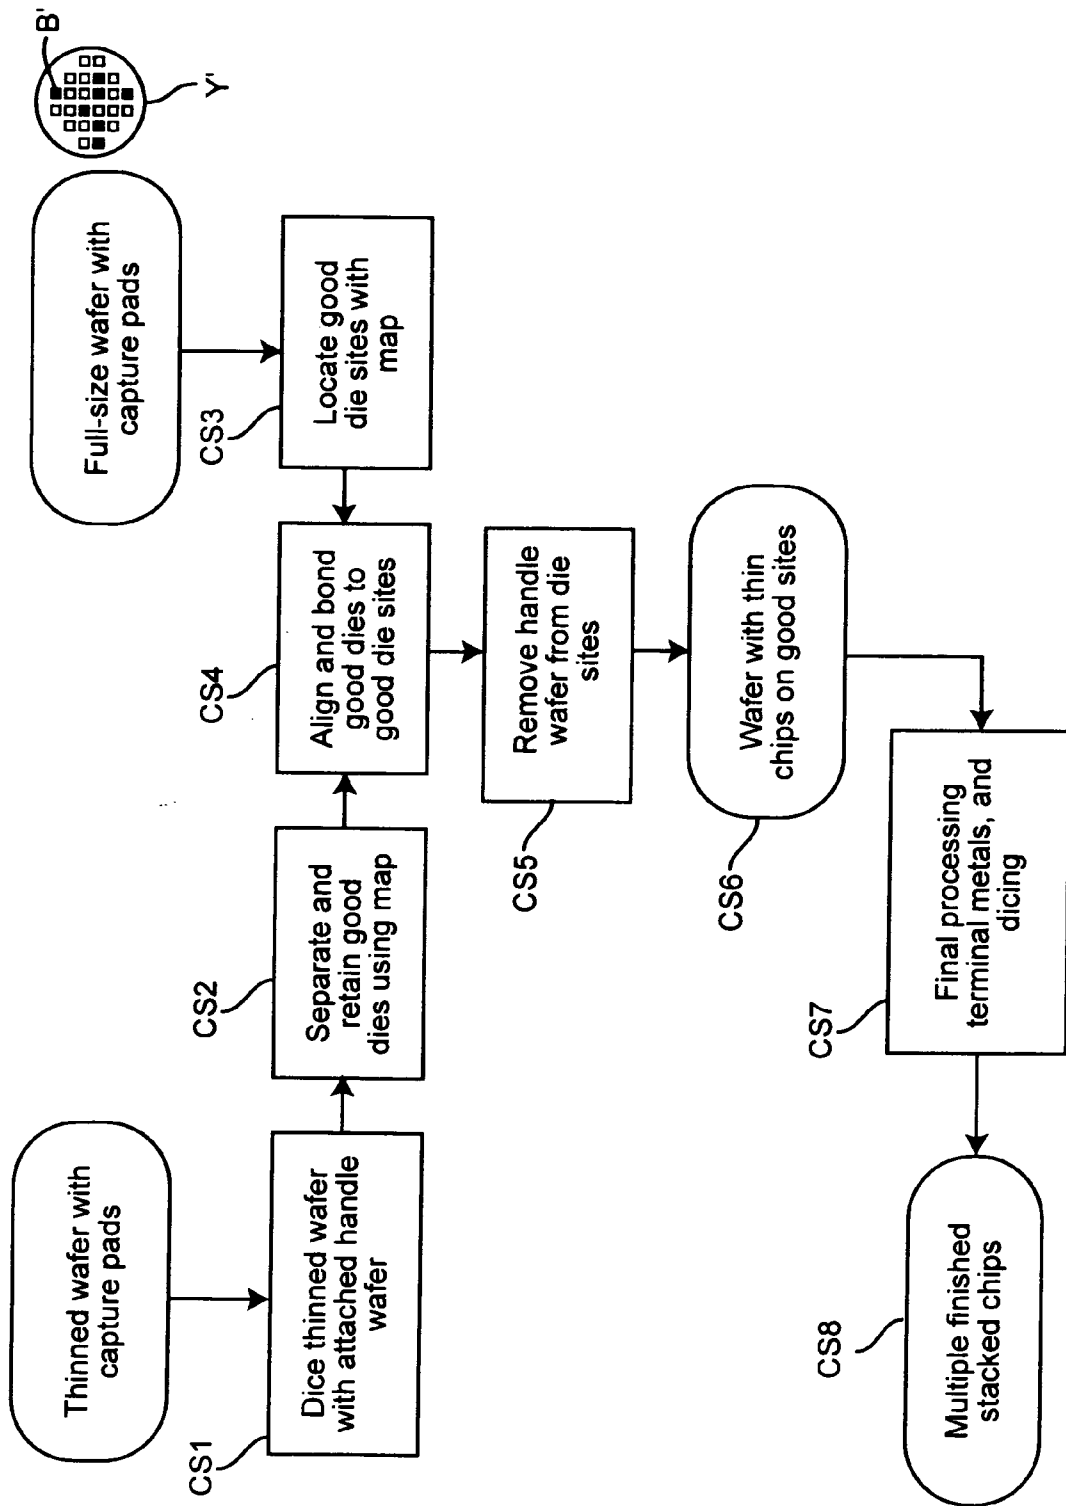 Thinned wafer with
capture pads
CS1
Dice thinned wafer
with attached handle
wafer
CS2
Separate and
retain good
dies using map
Full-size wafer with
capture pads
B'
Y'
CS3
Locate good
die sites with
map
CS4
Align and bond
good dies to
good die sites
CS5
Remove handle
wafer from die
sites
CS6
Wafer with thin
chips on good sites
CS7
Final processing
terminal metals, and
dicing
CS8
Multiple finished
stacked chips